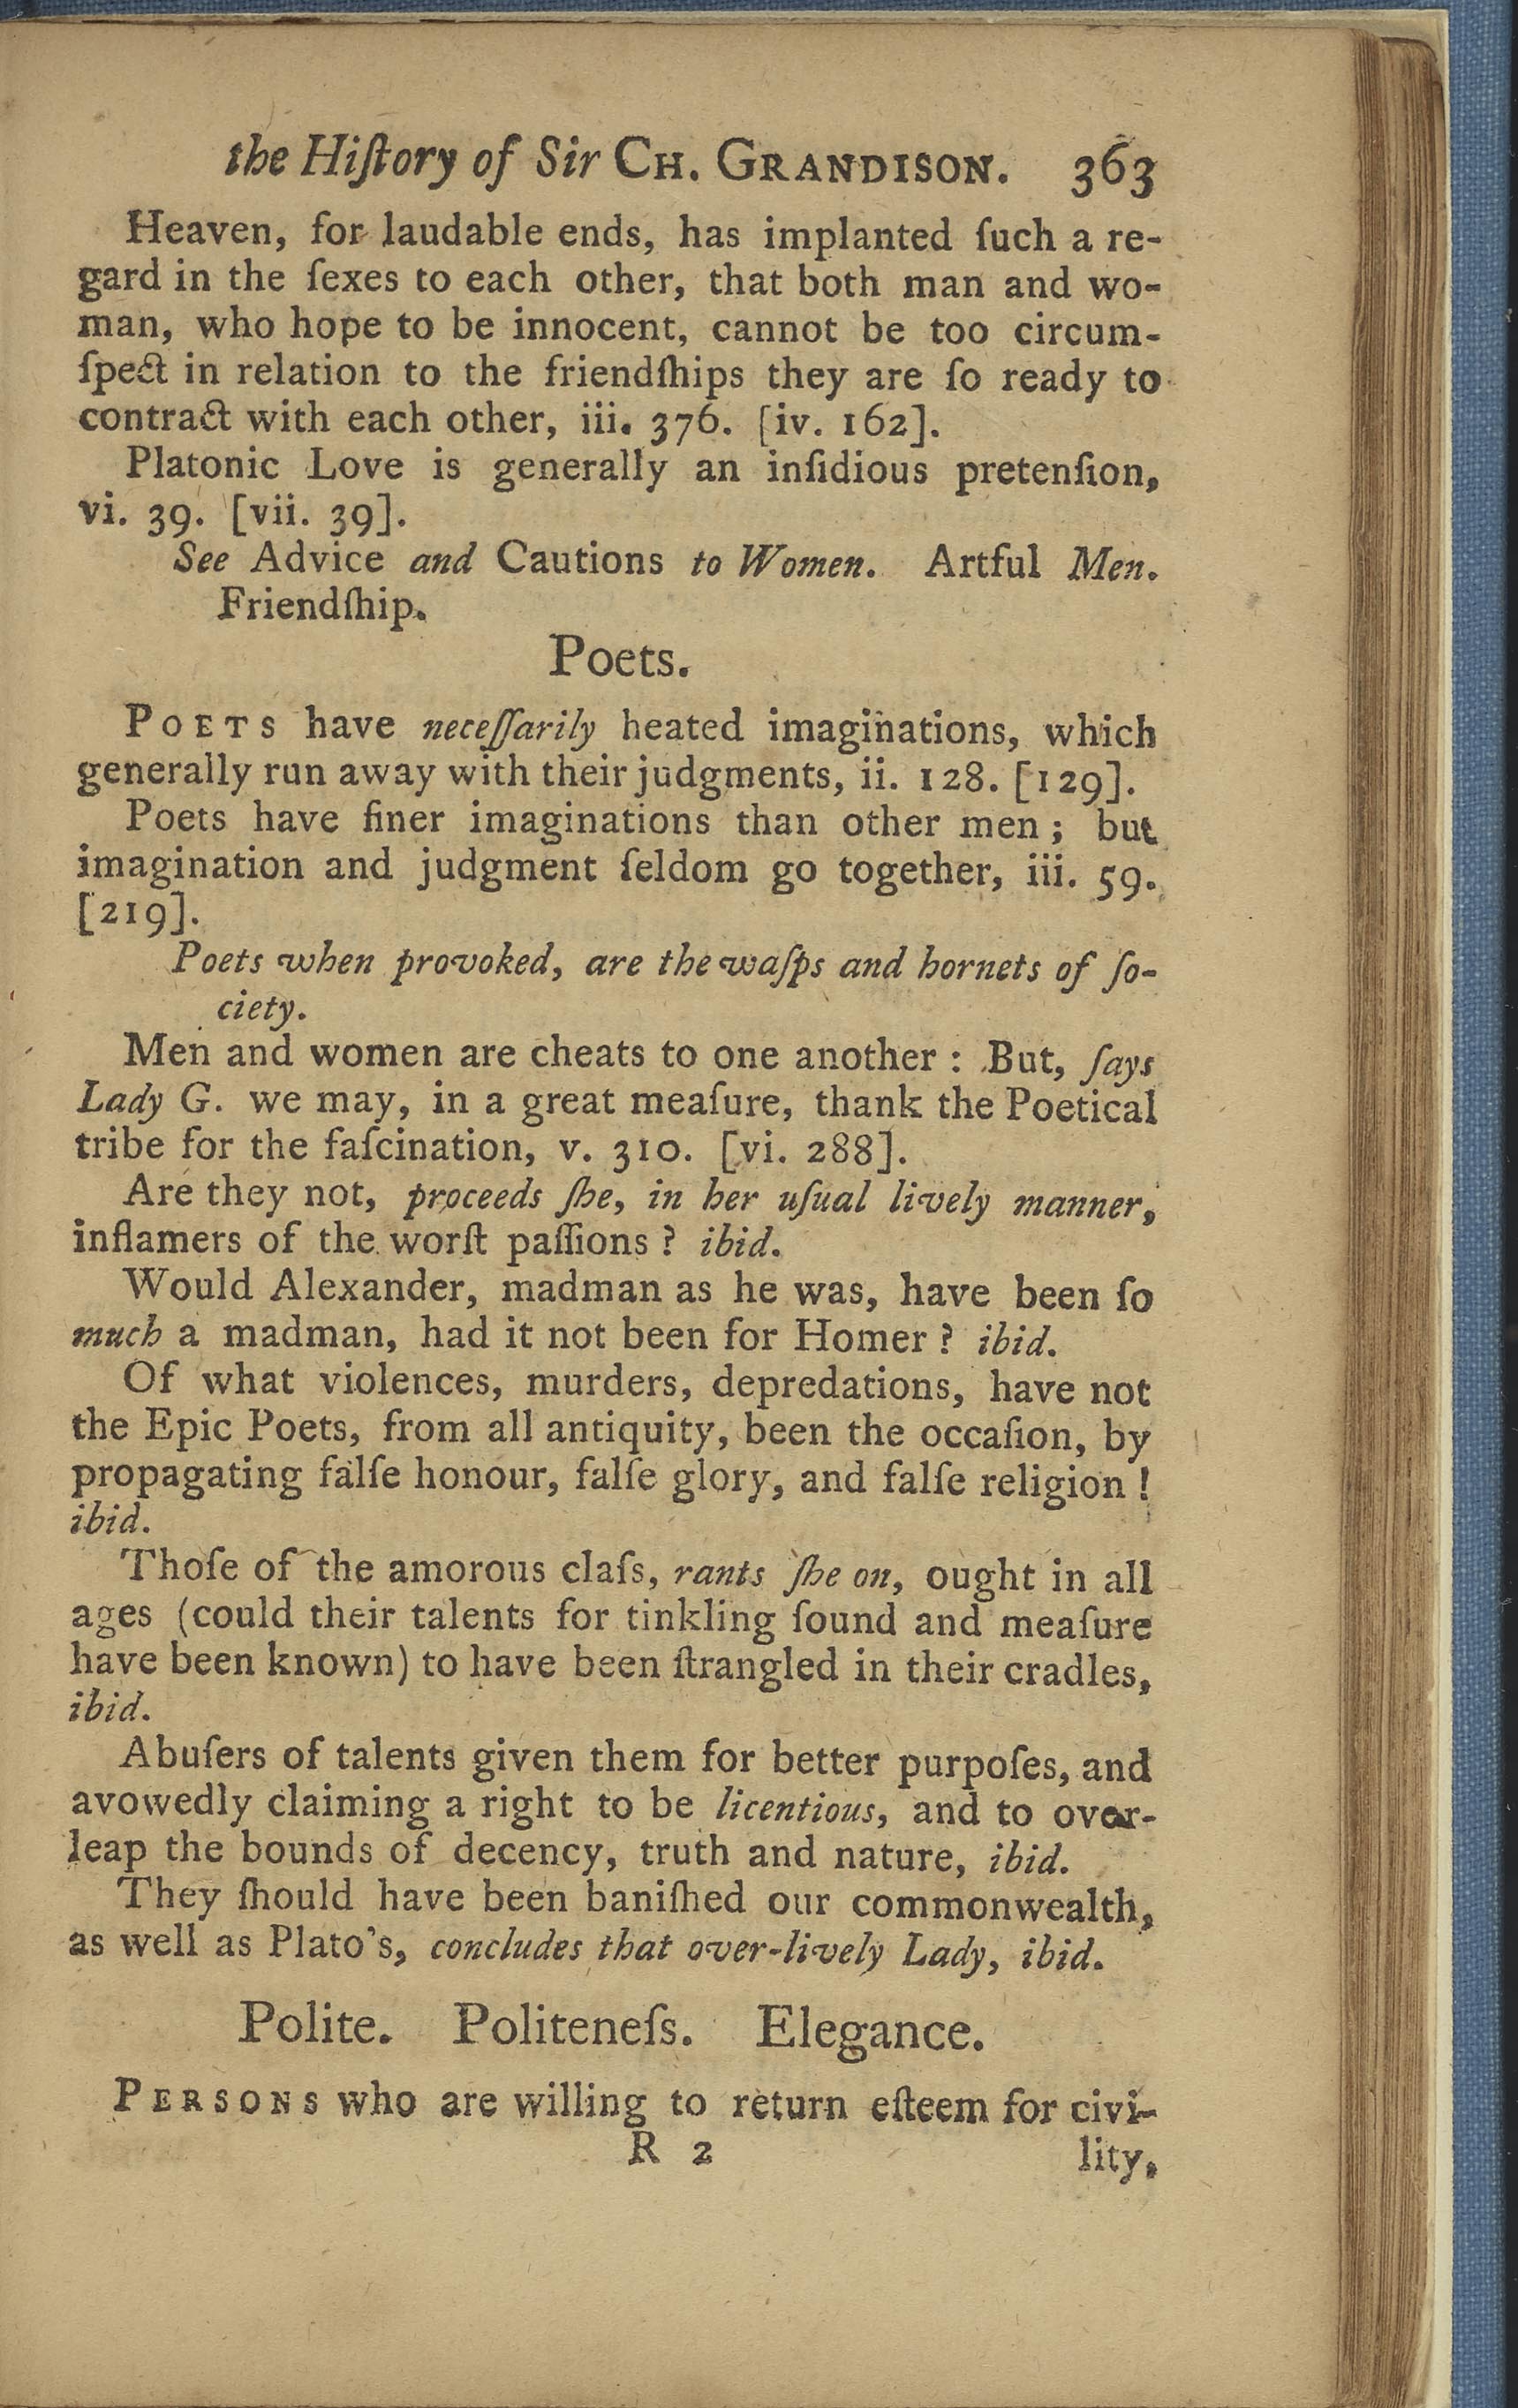 the Hiſtory of Sir CH. GRANDISON. 363
Heaven, for laudable ends, has implanted ſuch a re-
gard in the ſexes to each other, that both man and wo-
man, who hope to be innocent, cannot be too circum-
ſpect in relation to the friendſhips they are ſo ready to
contract with each other, iii. 376. [iv. 162].
Platonic Love is generally an inſidious pretenſion,
vi. 39. [vii. 39].
See Advice and Cautions to Women. Artful Men.
Friendſhip.
Poets.
POETS have neceſſarily heated imaginations, which
generally run away with their judgments, ii. 128. [129].
Poets have finer imaginations than other men; but
imagination and judgment ſeldom go together, iii. 59.
[219].
Poets when provoked, are the waſps and hornets of ſo-
ciety.
Men and women are cheats to one another: But, ſays
Lady G. we may, in a great meaſure, thank the Poetical
tribe for the faſcination, v. 310. [vi. 288].
Are they not, proceeds ſhe, in her uſual lively manner,
inflamers of the worſt paſſions? ibid.
Would Alexander, madman as he was, have been ſo
much a madman, had it not been for Homer? ibid.
Of what violences, murders, depredations, have not
the Epic Poets, from all antiquity, been the occaſion, by
propagating falſe honour, falſe glory, and falſe religion!
ibid.
Thoſe of the amorous claſs, rants ſhe on, ought in all
ages (could their talents for tinkling ſound and meaſure
have been known) to have been ſtrangled in their cradles,
ibid.
Abuſers of talents given them for better purpoſes, and
avowedly claiming a right to be licentious, and to over-
leap the bounds of decency, truth and nature, ibid.
They ſhould have been baniſhed our commonwealth,
as well as Plato's, concludes that over-lively Lady, ibid.
Polite. Politeneſs. Elegance.
PERSONS who are willing to return eſteem for civi-
R 2 lity,